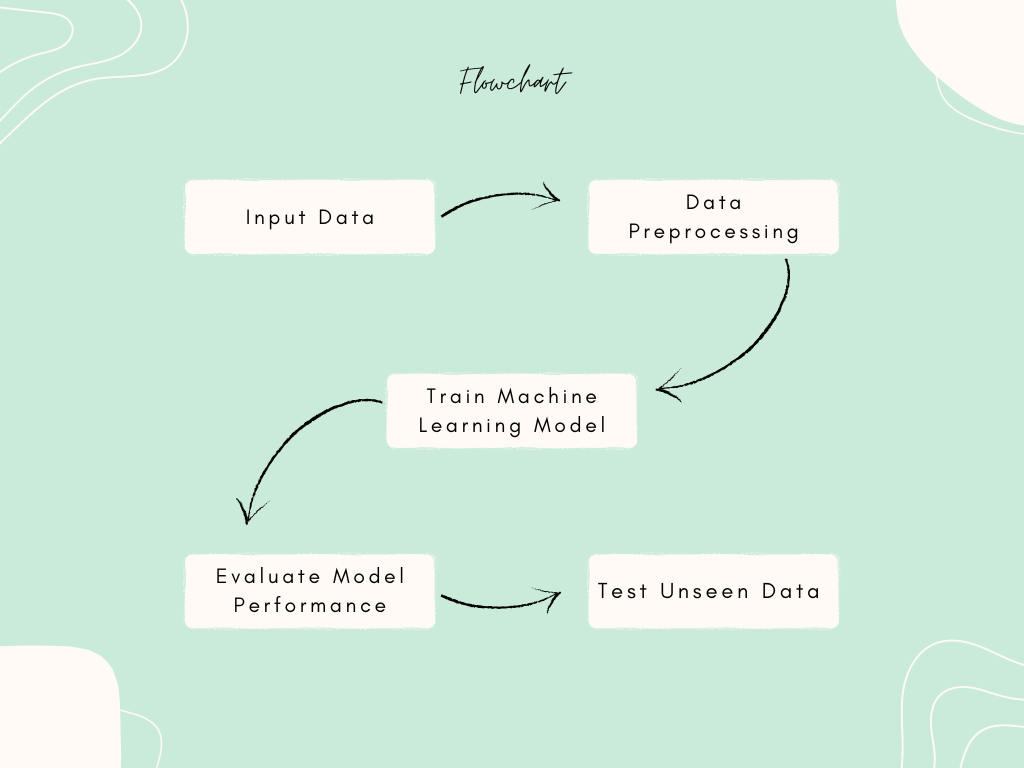 Flowchart
Input Data
Data
Preprocessing
Train Machine
Learning Model
Evaluate Model
Performance
Test Unseen Data